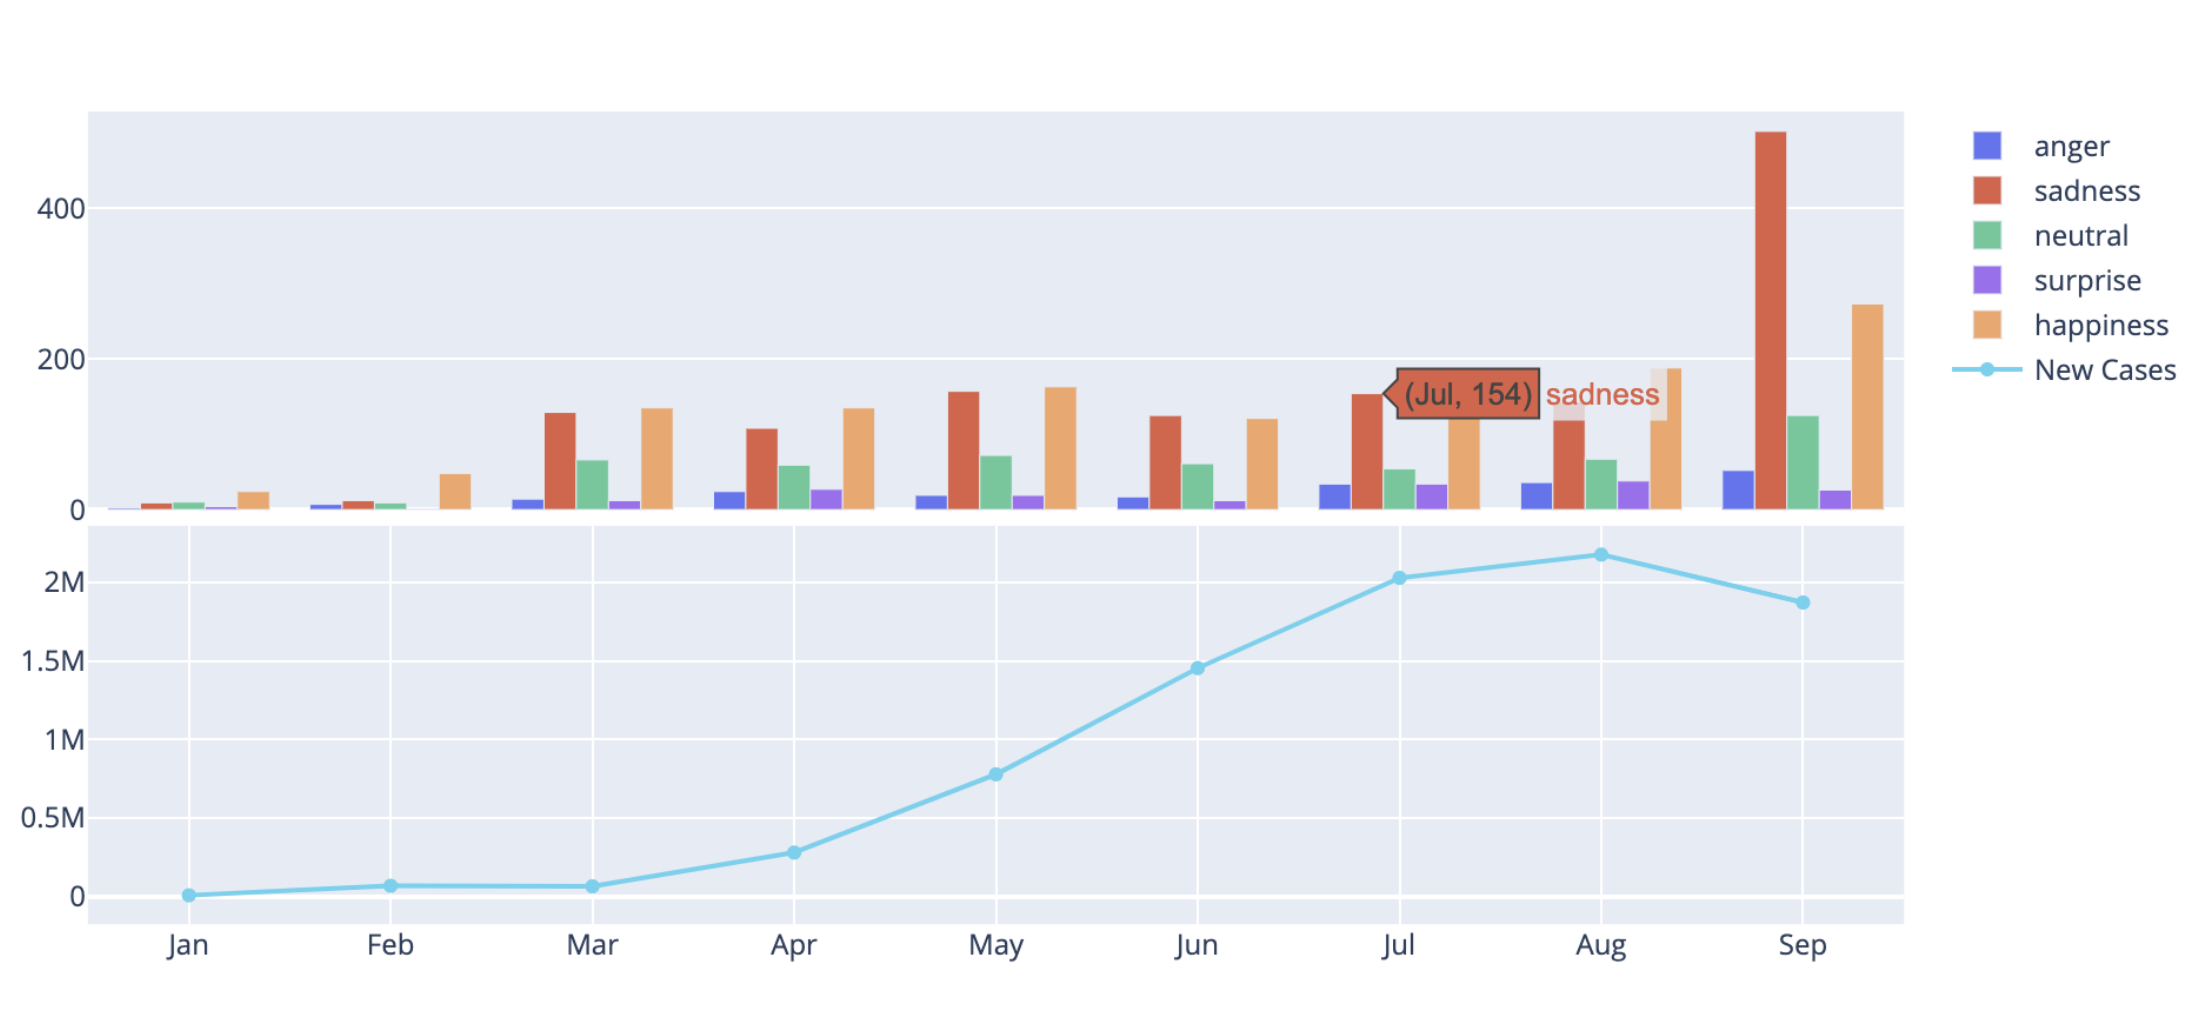 400
200
0
(Jul, 154) sadness
anger
sadness
neutral
surprise
happiness
New Cases
2M
1.5M
1M
0.5M
0
Jan Feb Mar Apr May Jun Jul Aug Sep